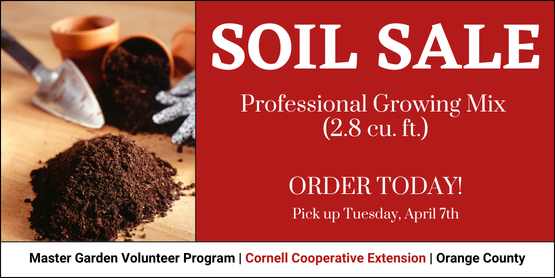 SOIL SALE
Professional Growing Mix
(2.8 cu. ft.)
ORDER TODAY!
Pick up Tuesday, April 7th
Master Garden Volunteer Program | Cornell Cooperative Extension | Orange County